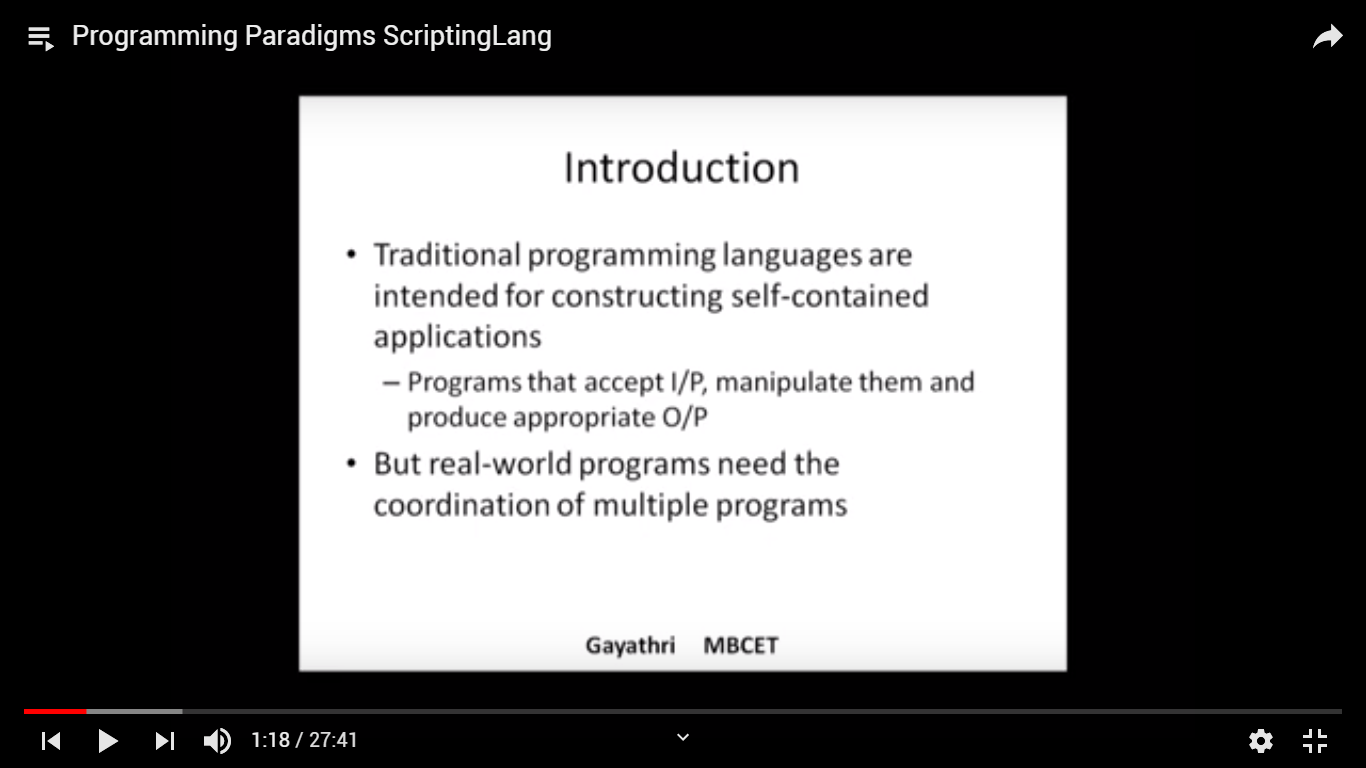 Programming Paradigms ScriptingLang
Introduction
• Traditional programming languages are
intended for constructing self-contained
applications
– Programs that accept I/P, manipulate them and
produce appropriate O/P
• But real-world programs need the
coordination of multiple programs
Gayathri MBCET
1:18 / 27:41